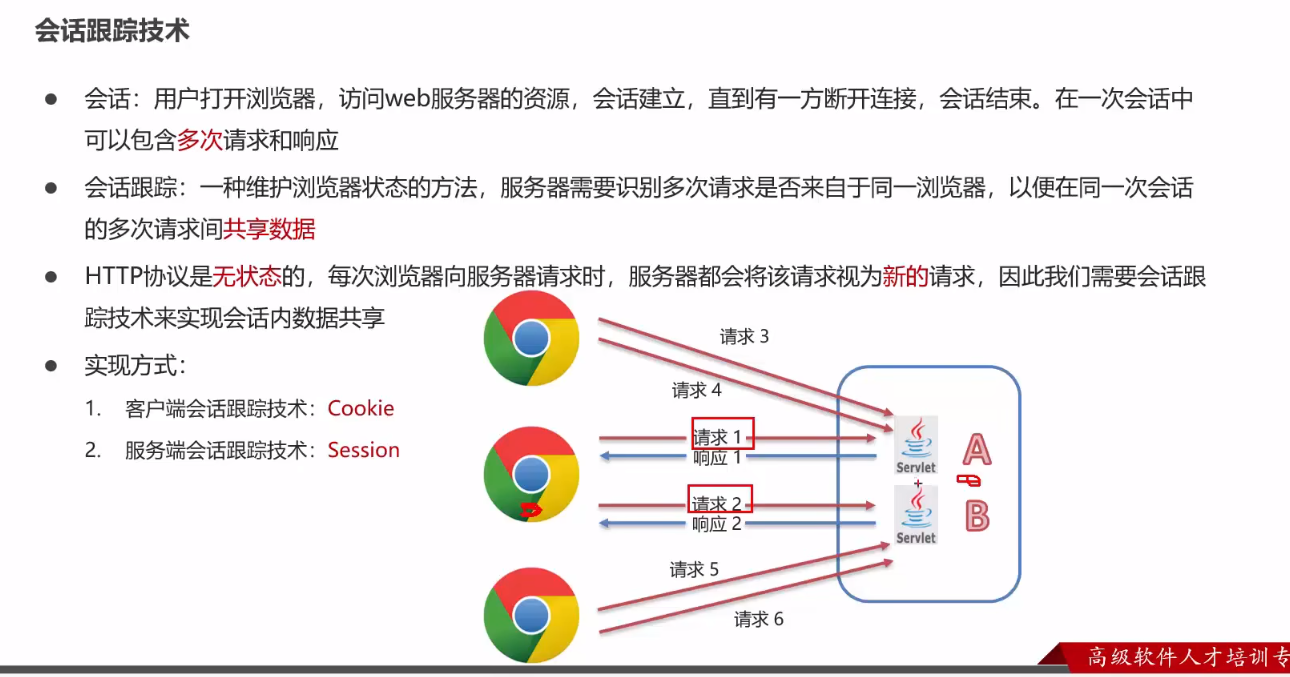 会话跟踪技术
● 会话：用户打开浏览器，访问web服务器的资源，会话建立，直到有一方断开连接，会话结束。在一次会话中
可以包含多次请求和响应
● 会话跟踪：一种维护浏览器状态的方法，服务器需要识别多次请求是否来自于同一浏览器，以便在同一次会话
的多次请求间共享数据
● HTTP协议是无状态的，每次浏览器向服务器请求时，服务器都会将该请求视为新的请求，因此我们需要会话跟
踪技术来实现会话内数据共享
● 实现方式：
1. 客户端会话跟踪技术：Cookie
2. 服务端会话跟踪技术：Session
请求 3
请求 4
请求 1
响应 1
请求 2
响应 2
请求 5
请求 6
Servlet
A
+
Servlet
B
高级软件人才培训专